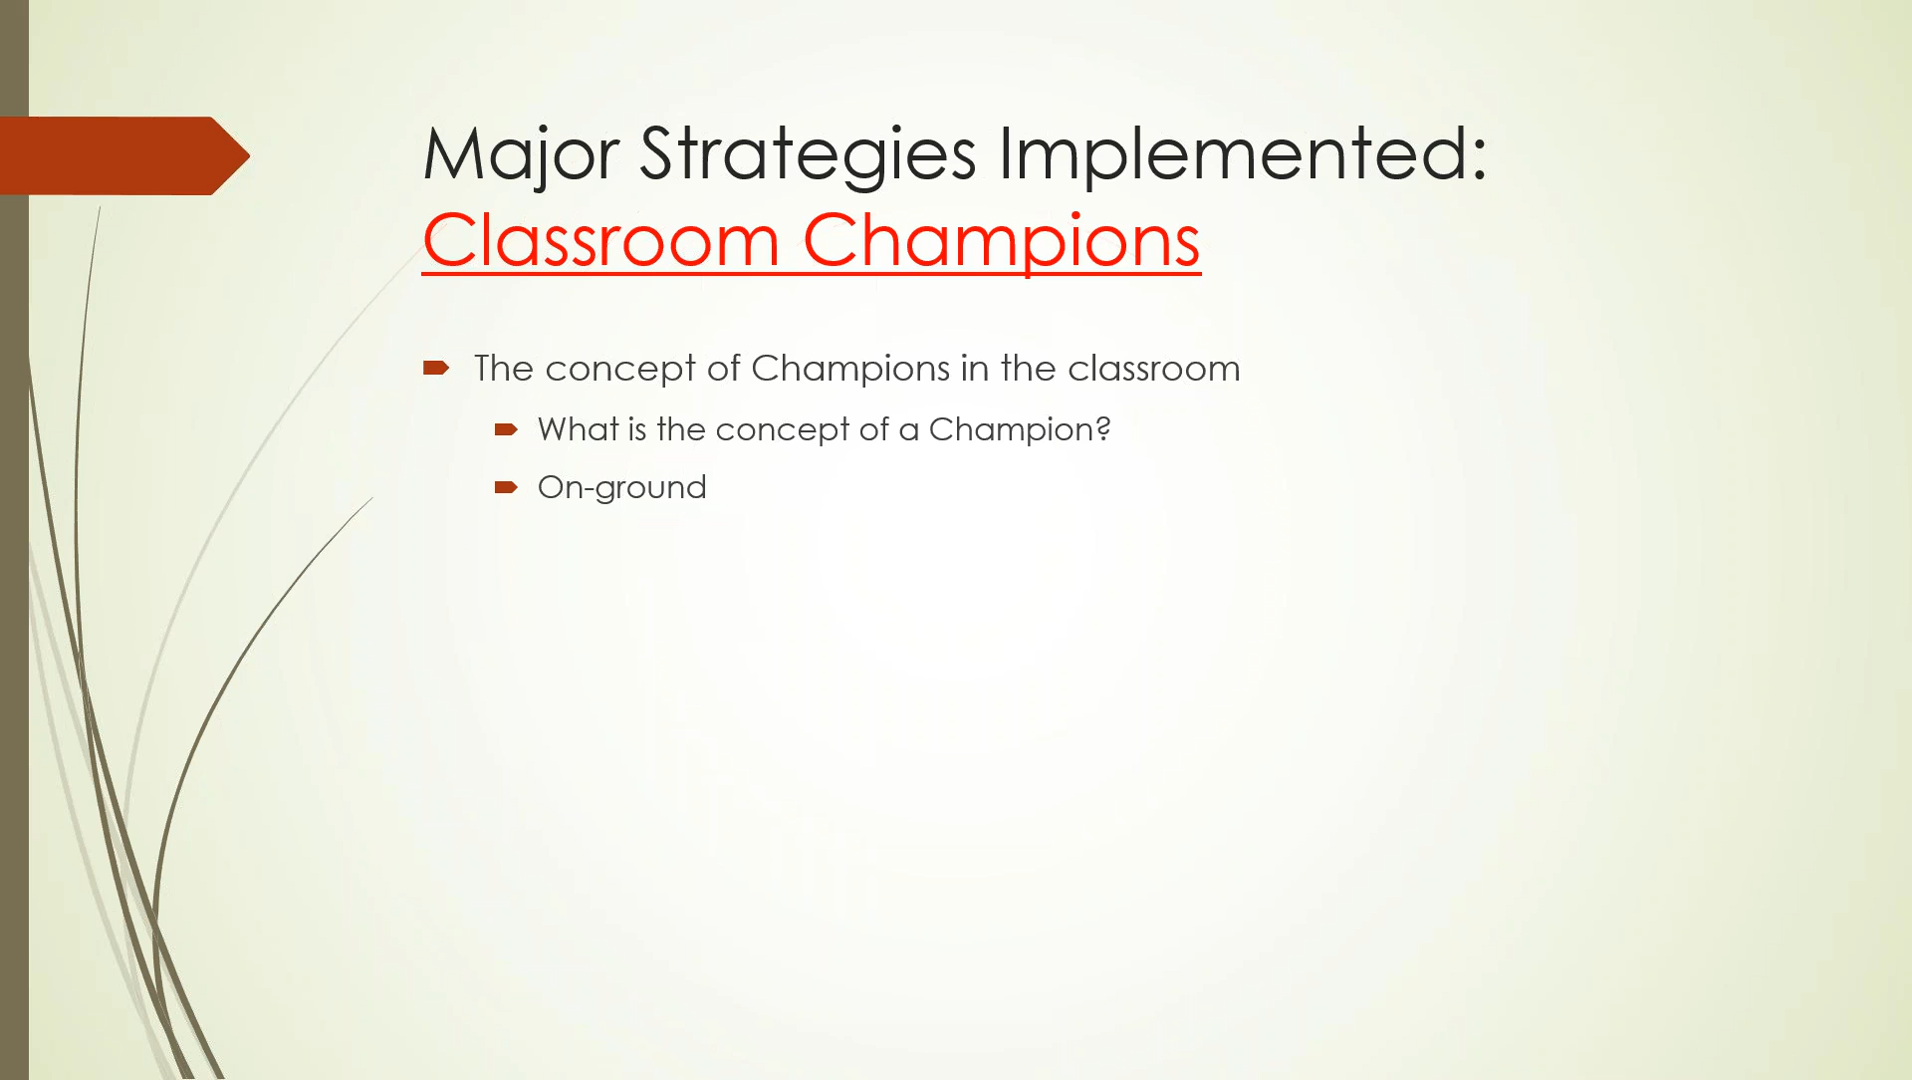 Major Strategies Implemented:
Classroom Champions
The concept of Champions in the classroom
What is the concept of a Champion?
On-ground